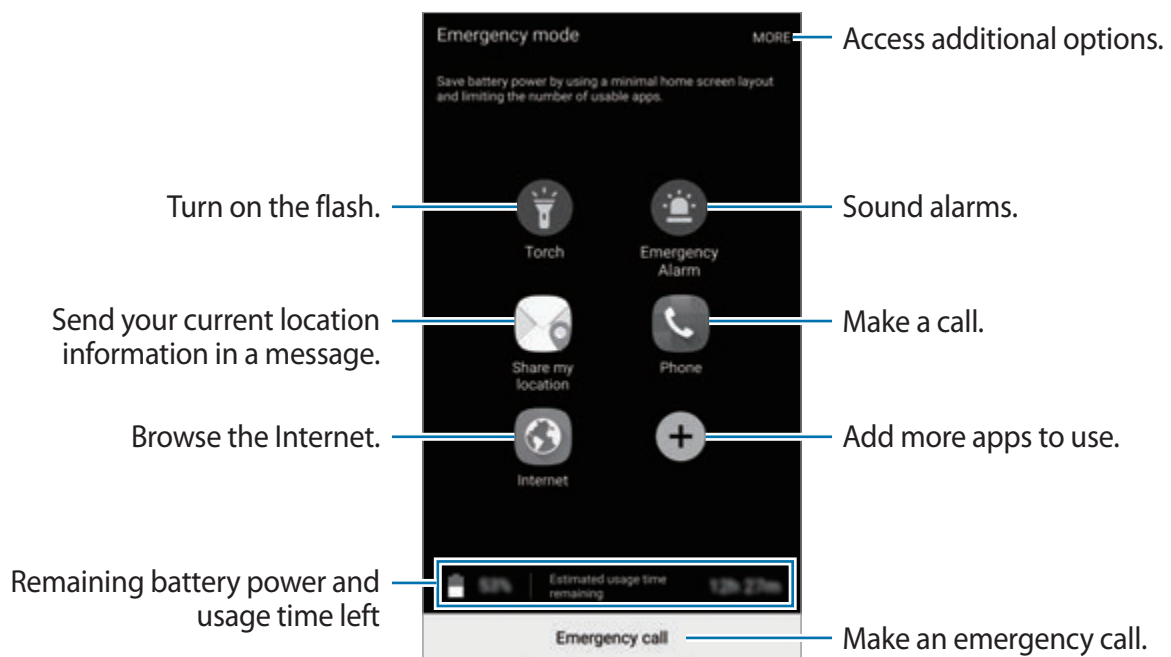 Emergency mode
MORE
Access additional options.
Save battery power by using a minimal home screen layout
and limiting the number of usable apps.
Turn on the flash.
Torch
Emergency
Alarm
Sound alarms.
Send your current location
information in a message.
Share my
location
Phone
Make a call.
Browse the Internet.
Internet
Add more apps to use.
Remaining battery power and
usage time left
Estimated usage time
remaining
Emergency call
Make an emergency call.